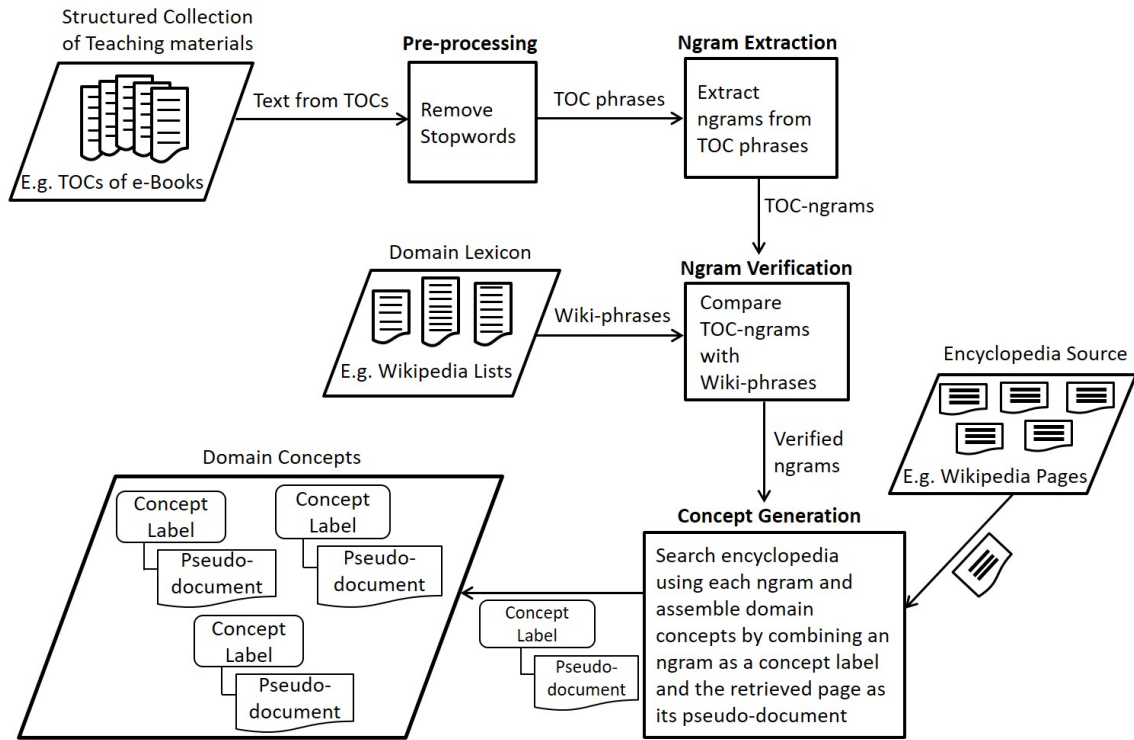 Structured Collection
of Teaching materials
E.g. TOCs of e-Books
Text from TOCs
Pre-processing
Remove
Stopwords
TOC phrases
Ngram Extraction
Extract
ngrams from
TOC phrases
TOC-ngrams
Domain Lexicon
E.g. Wikipedia Lists
Wiki-phrases
Ngram Verification
Compare
TOC-ngrams
with
Wiki-phrases
Encyclopedia Source
E.g. Wikipedia Pages
Verified
ngrams
Concept Generation
Search encyclopedia
using each ngram and
assemble domain
concepts by combining an
ngram as a concept label
and the retrieved page as
its pseudo-document
Concept
Label
Pseudo-
document
Domain Concepts
Concept
Label
Pseudo-
document
Concept
Label
Pseudo-
document
Concept
Label
Pseudo-
document